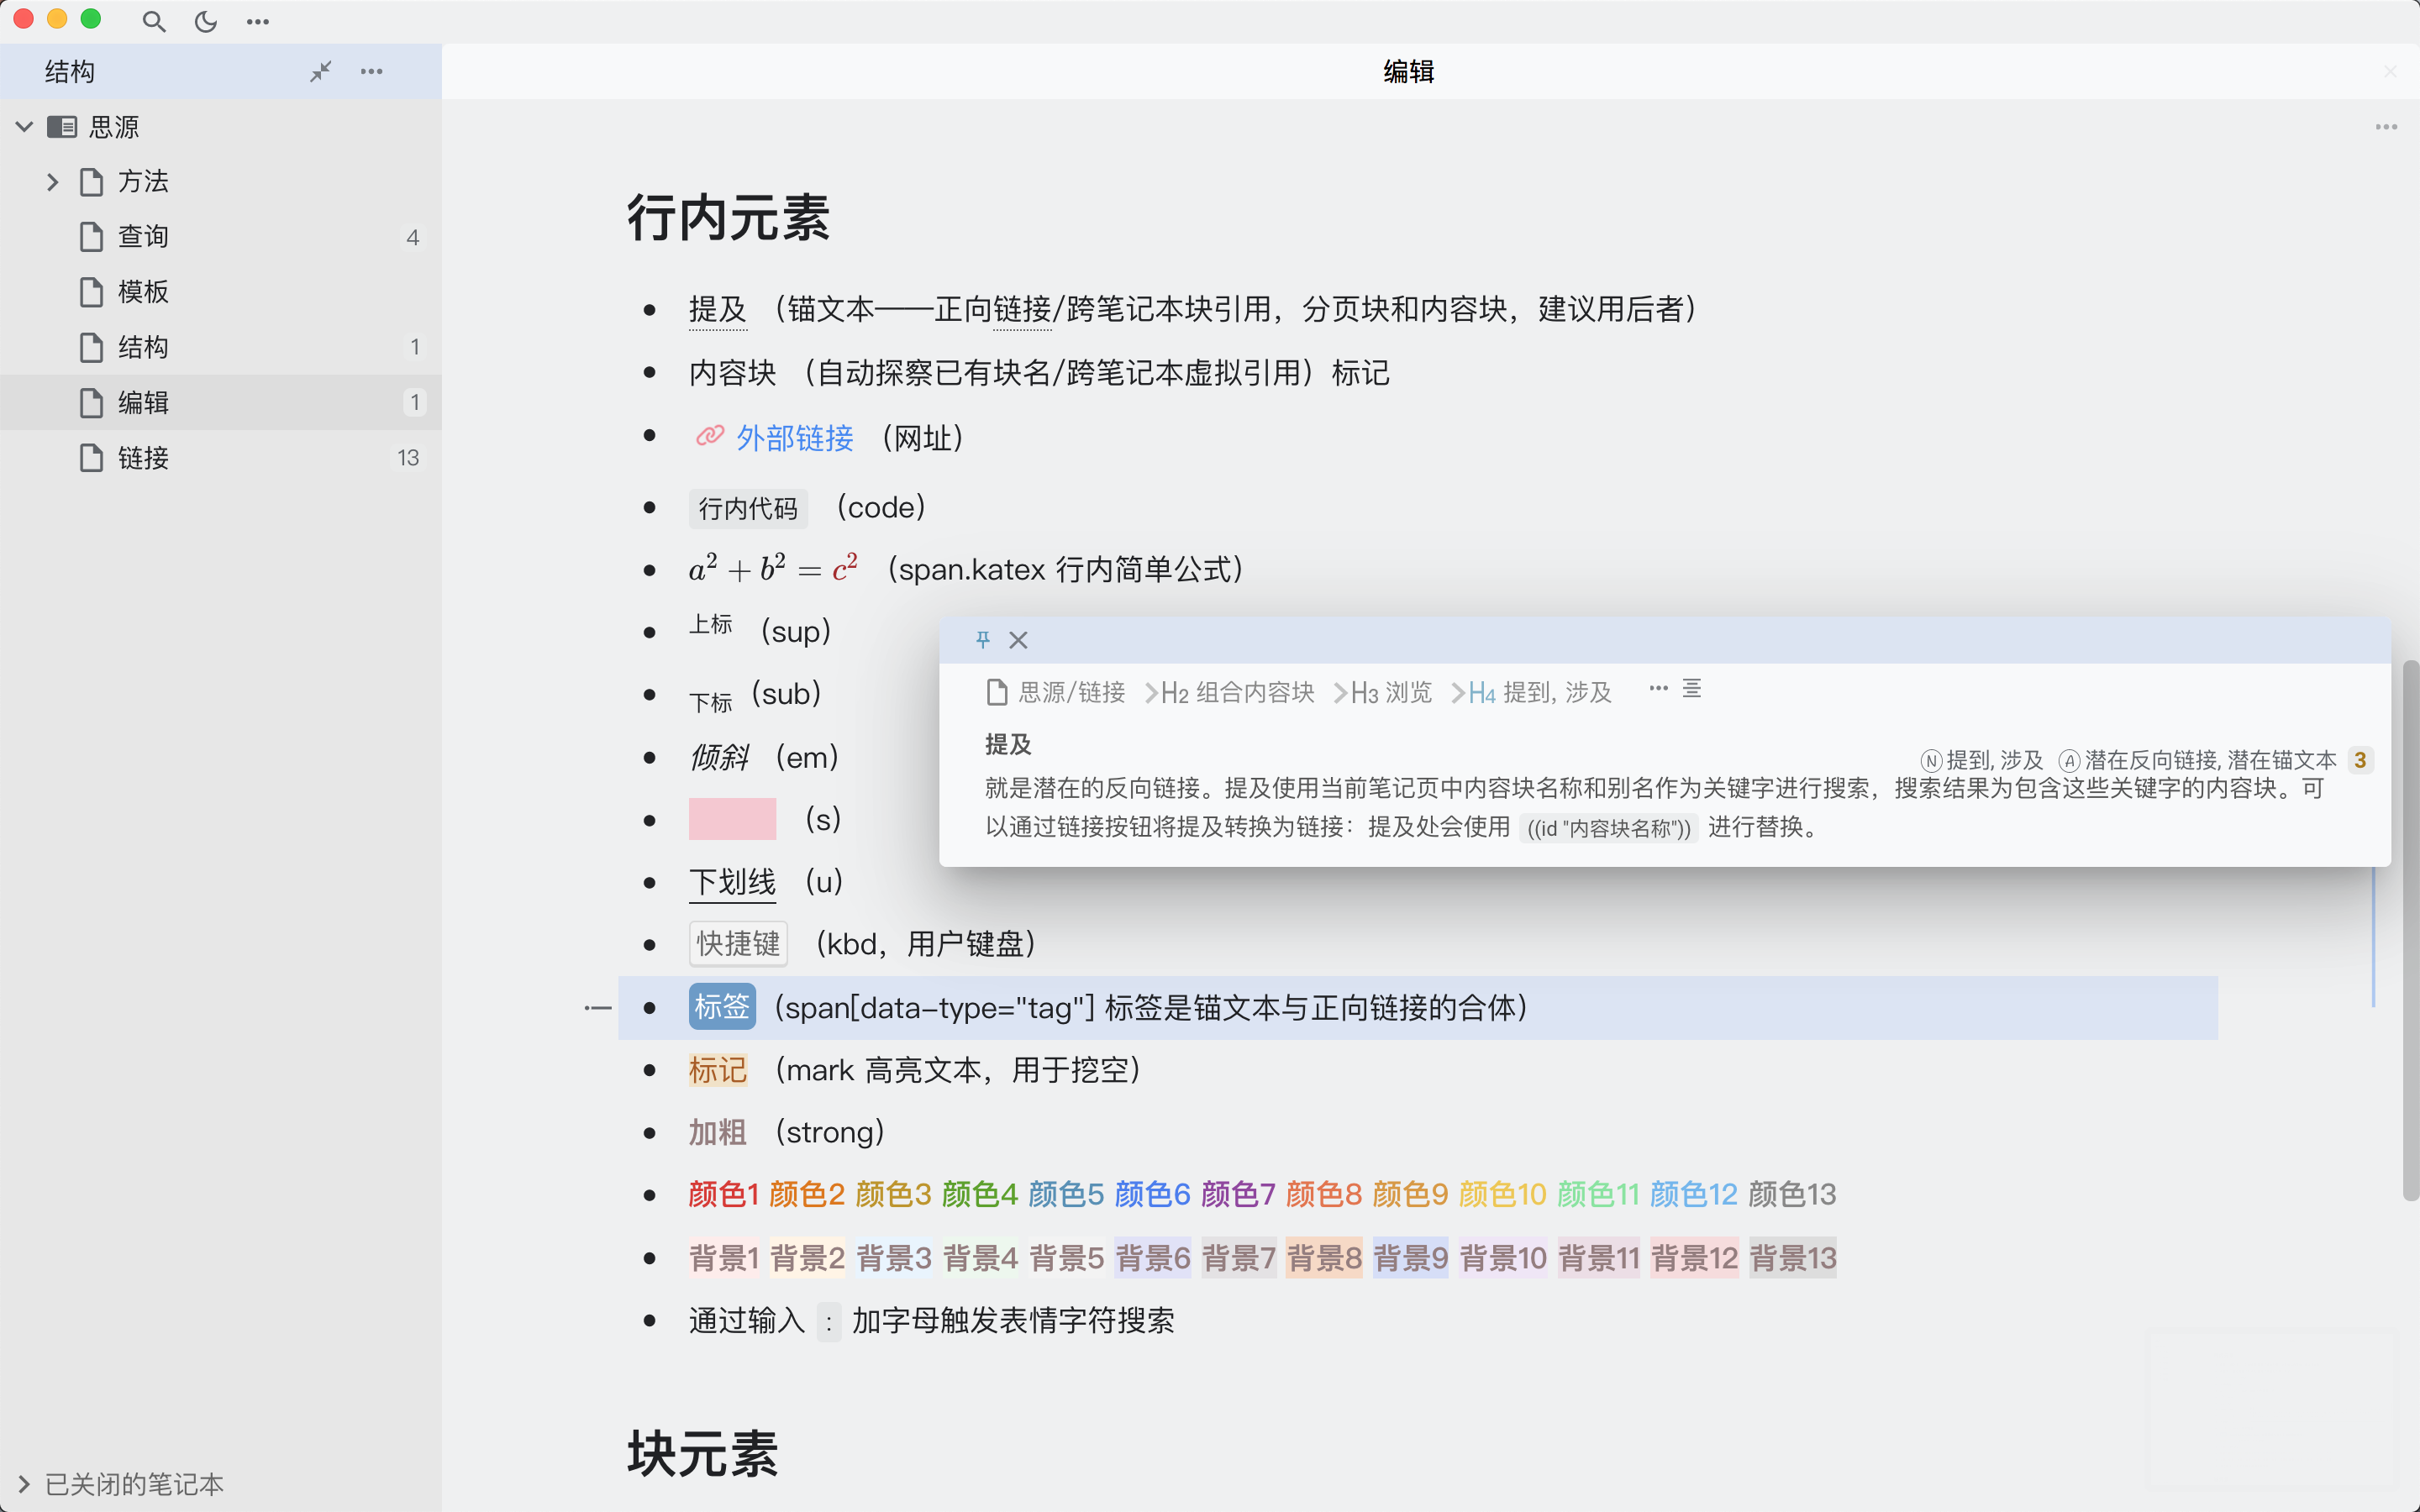 结构
编辑
思源
方法
查询 4
模板
结构 1
编辑 1
链接 13
已关闭的笔记本
行内元素
提及 （锚文本——正向链接/跨笔记本块引用，分页块和内容块，建议用后者）
内容块 （自动探察已有块名/跨笔记本虚拟引用）标记
外部链接 （网址）
行内代码 （code）
a² + b² = c² （span.katex 行内简单公式）
上标 （sup）
下标 （sub）
倾斜 （em）
（s）
下划线 （u）
快捷键 （kbd，用户键盘）
标签 （span[data-type="tag"] 标签是锚文本与正向链接的合体）
标记 （mark 高亮文本，用于挖空）
加粗 （strong）
颜色1 颜色2 颜色3 颜色4 颜色5 颜色6 颜色7 颜色8 颜色9 颜色10 颜色11 颜色12 颜色13
背景1 背景2 背景3 背景4 背景5 背景6 背景7 背景8 背景9 背景10 背景11 背景12 背景13
通过输入 : 加字母触发表情字符搜索
块元素
思源/链接 H2 组合内容块 H3 浏览 H4 提到, 涉及
提及
Ⓝ提到, 涉及 Ⓐ潜在反向链接, 潜在锚文本 3
就是潜在的反向链接。提及使用当前笔记页中内容块名称和别名作为关键字进行搜索，搜索结果为包含这些关键字的内容块。可
以通过链接按钮将提及转换为链接：提及处会使用 ((id "内容块名称")) 进行替换。